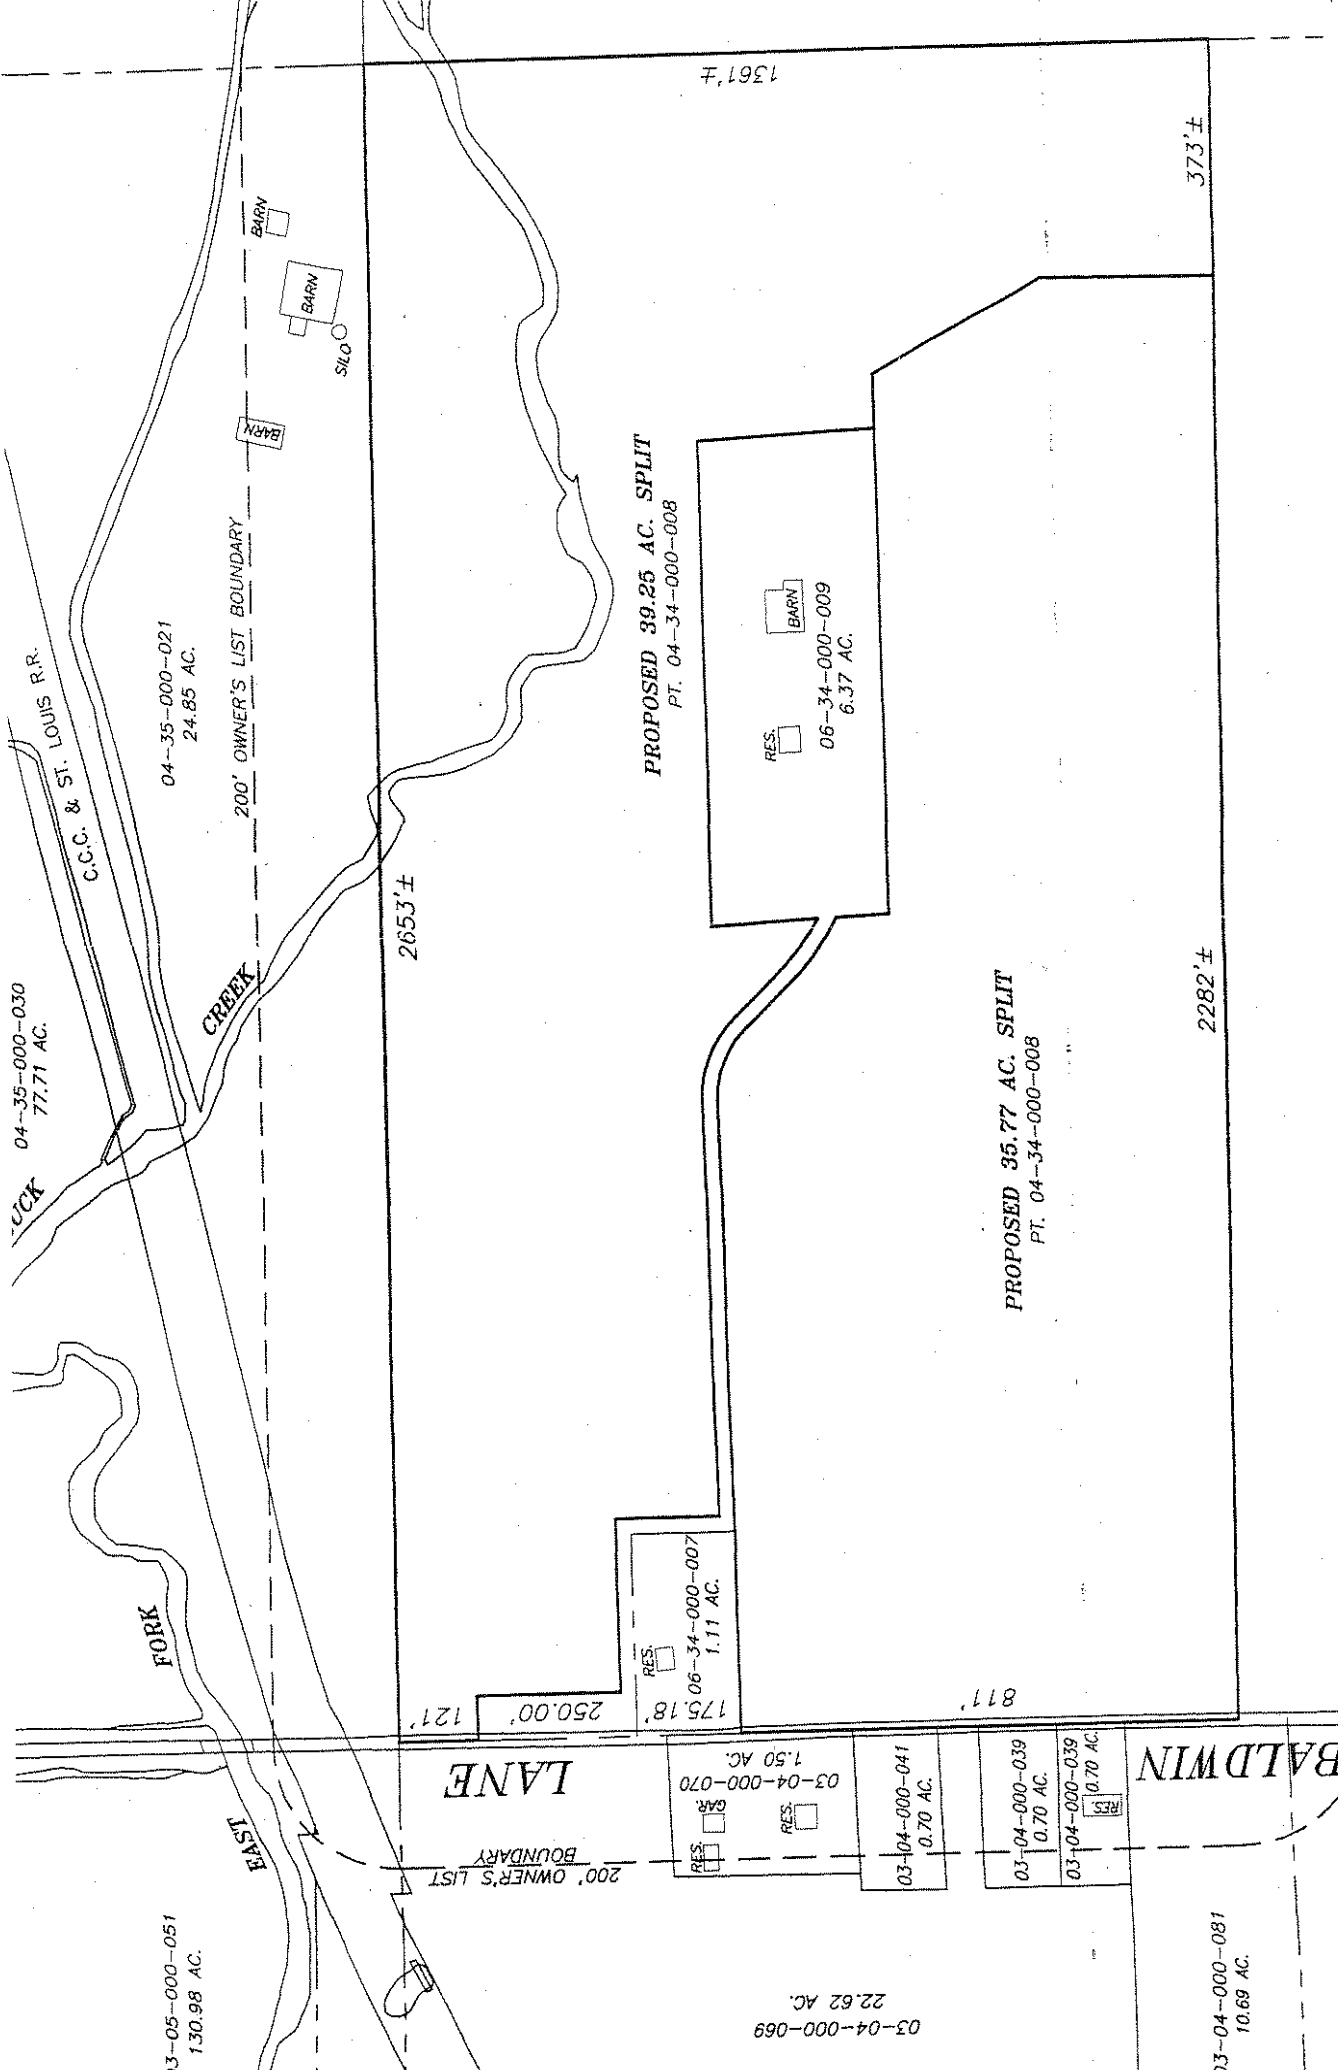 1361'±
373'±
BARN
BARN
SILO
BARN
C.C.C. & ST. LOUIS R.R.
04-35-000-021
24.85 AC.
200' OWNER'S LIST BOUNDARY
PROPOSED 39.25 AC. SPLIT
PT. 04-34-000-008
BARN
RES.
06-34-000-009
6.37 AC.
2653'±
CREEK
04-35-000-030
77.71 AC.
UCK
2282'±
PROPOSED 35.77 AC. SPLIT
PT. 04-34-000-008
FORK
RES.
06-34-000-007
1.11 AC.
121'
250.00'
175.18'
811'
LANE
BALDWIN
03-04-000-070
1.50 AC.
GAR.
RES.
RES.
03-04-000-041
0.70 AC.
03-04-000-039
0.70 AC.
03-04-000-039
0.70 AC.
RES.
EAST
200' OWNER'S LIST
BOUNDARY
3-05-000-051
130.98 AC.
03-04-000-069
22.62 AC.
3-04-000-081
10.69 AC.